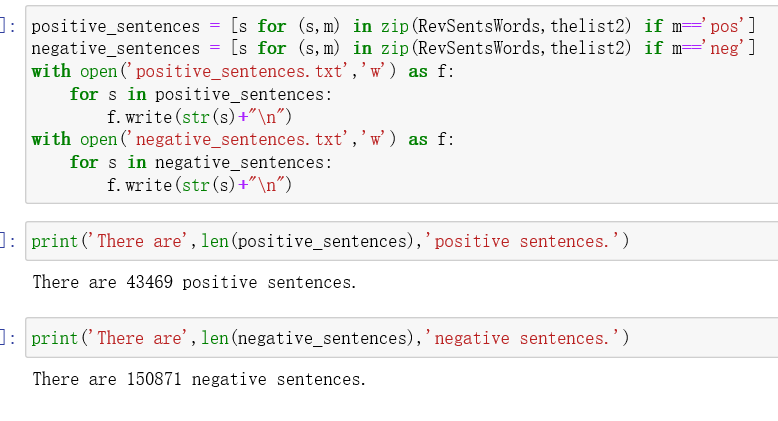 ]: positive_sentences = [s for (s,m) in zip(RevSentsWords,thelist2) if m=='pos']
negative_sentences = [s for (s,m) in zip(RevSentsWords,thelist2) if m=='neg']
with open('positive_sentences.txt','w') as f:
    for s in positive_sentences:
        f.write(str(s)+"\n")
with open('negative_sentences.txt','w') as f:
    for s in negative_sentences:
        f.write(str(s)+"\n")
]: print('There are',len(positive_sentences),'positive sentences.')
There are 43469 positive sentences.
]: print('There are',len(negative_sentences),'negative sentences.')
There are 150871 negative sentences.